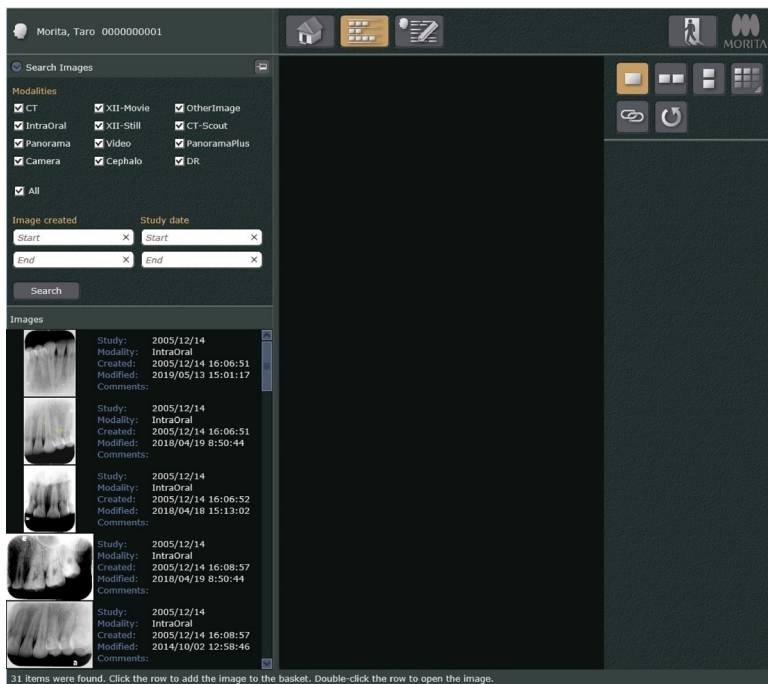 Morita, Taro 0000000001
MORITA
Search Images
Modalities
CT XII-Movie OtherImage
IntraOral XII-Still CT-Scout
Panorama Video PanoramaPlus
Camera Cephalo DR
All
Image created Study date
Start × Start ×
End × End ×
Search
Images
Study: 2005/12/14
Modality: IntraOral
Created: 2005/12/14 16:06:51
Modified: 2019/05/13 15:01:17
Comments:
Study: 2005/12/14
Modality: IntraOral
Created: 2005/12/14 16:06:51
Modified: 2018/04/19 8:50:44
Comments:
Study: 2005/12/14
Modality: IntraOral
Created: 2005/12/14 16:06:52
Modified: 2018/04/18 15:13:02
Comments:
Study: 2005/12/14
Modality: IntraOral
Created: 2005/12/14 16:08:57
Modified: 2018/04/19 8:50:44
Comments:
Study: 2005/12/14
Modality: IntraOral
Created: 2005/12/14 16:08:57
Modified: 2014/10/02 12:58:46
Comments:
31 items were found. Click the row to add the image to the basket. Double-click the row to open the image.